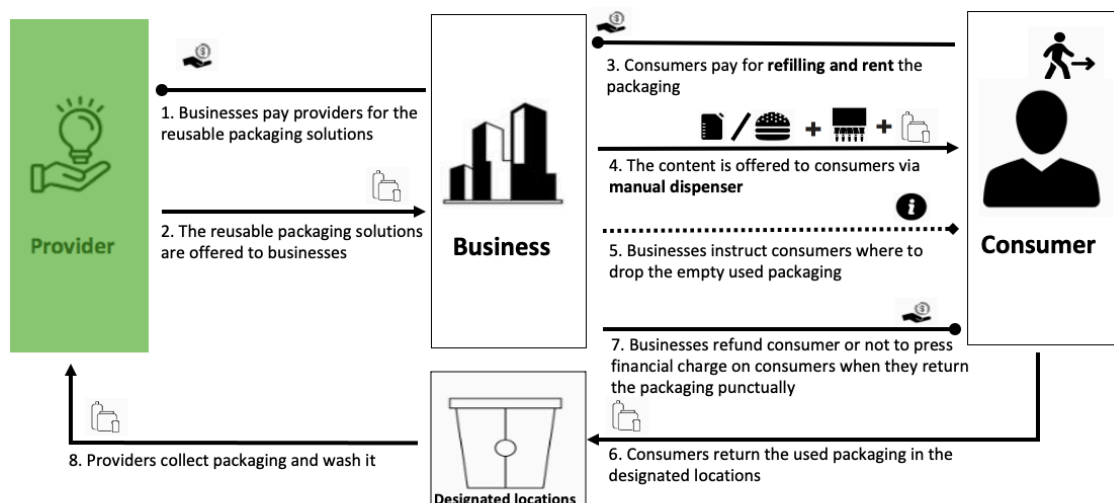 Provider
1. Businesses pay providers for the
reusable packaging solutions
2. The reusable packaging solutions
are offered to businesses
Business
3. Consumers pay for refilling and rent the
packaging
4. The content is offered to consumers via
manual dispenser
5. Businesses instruct consumers where to
drop the empty used packaging
Consumer
7. Businesses refund consumer or not to press
financial charge on consumers when they return
the packaging punctually
8. Providers collect packaging and wash it
Designated locations
6. Consumers return the used packaging in the
designated locations